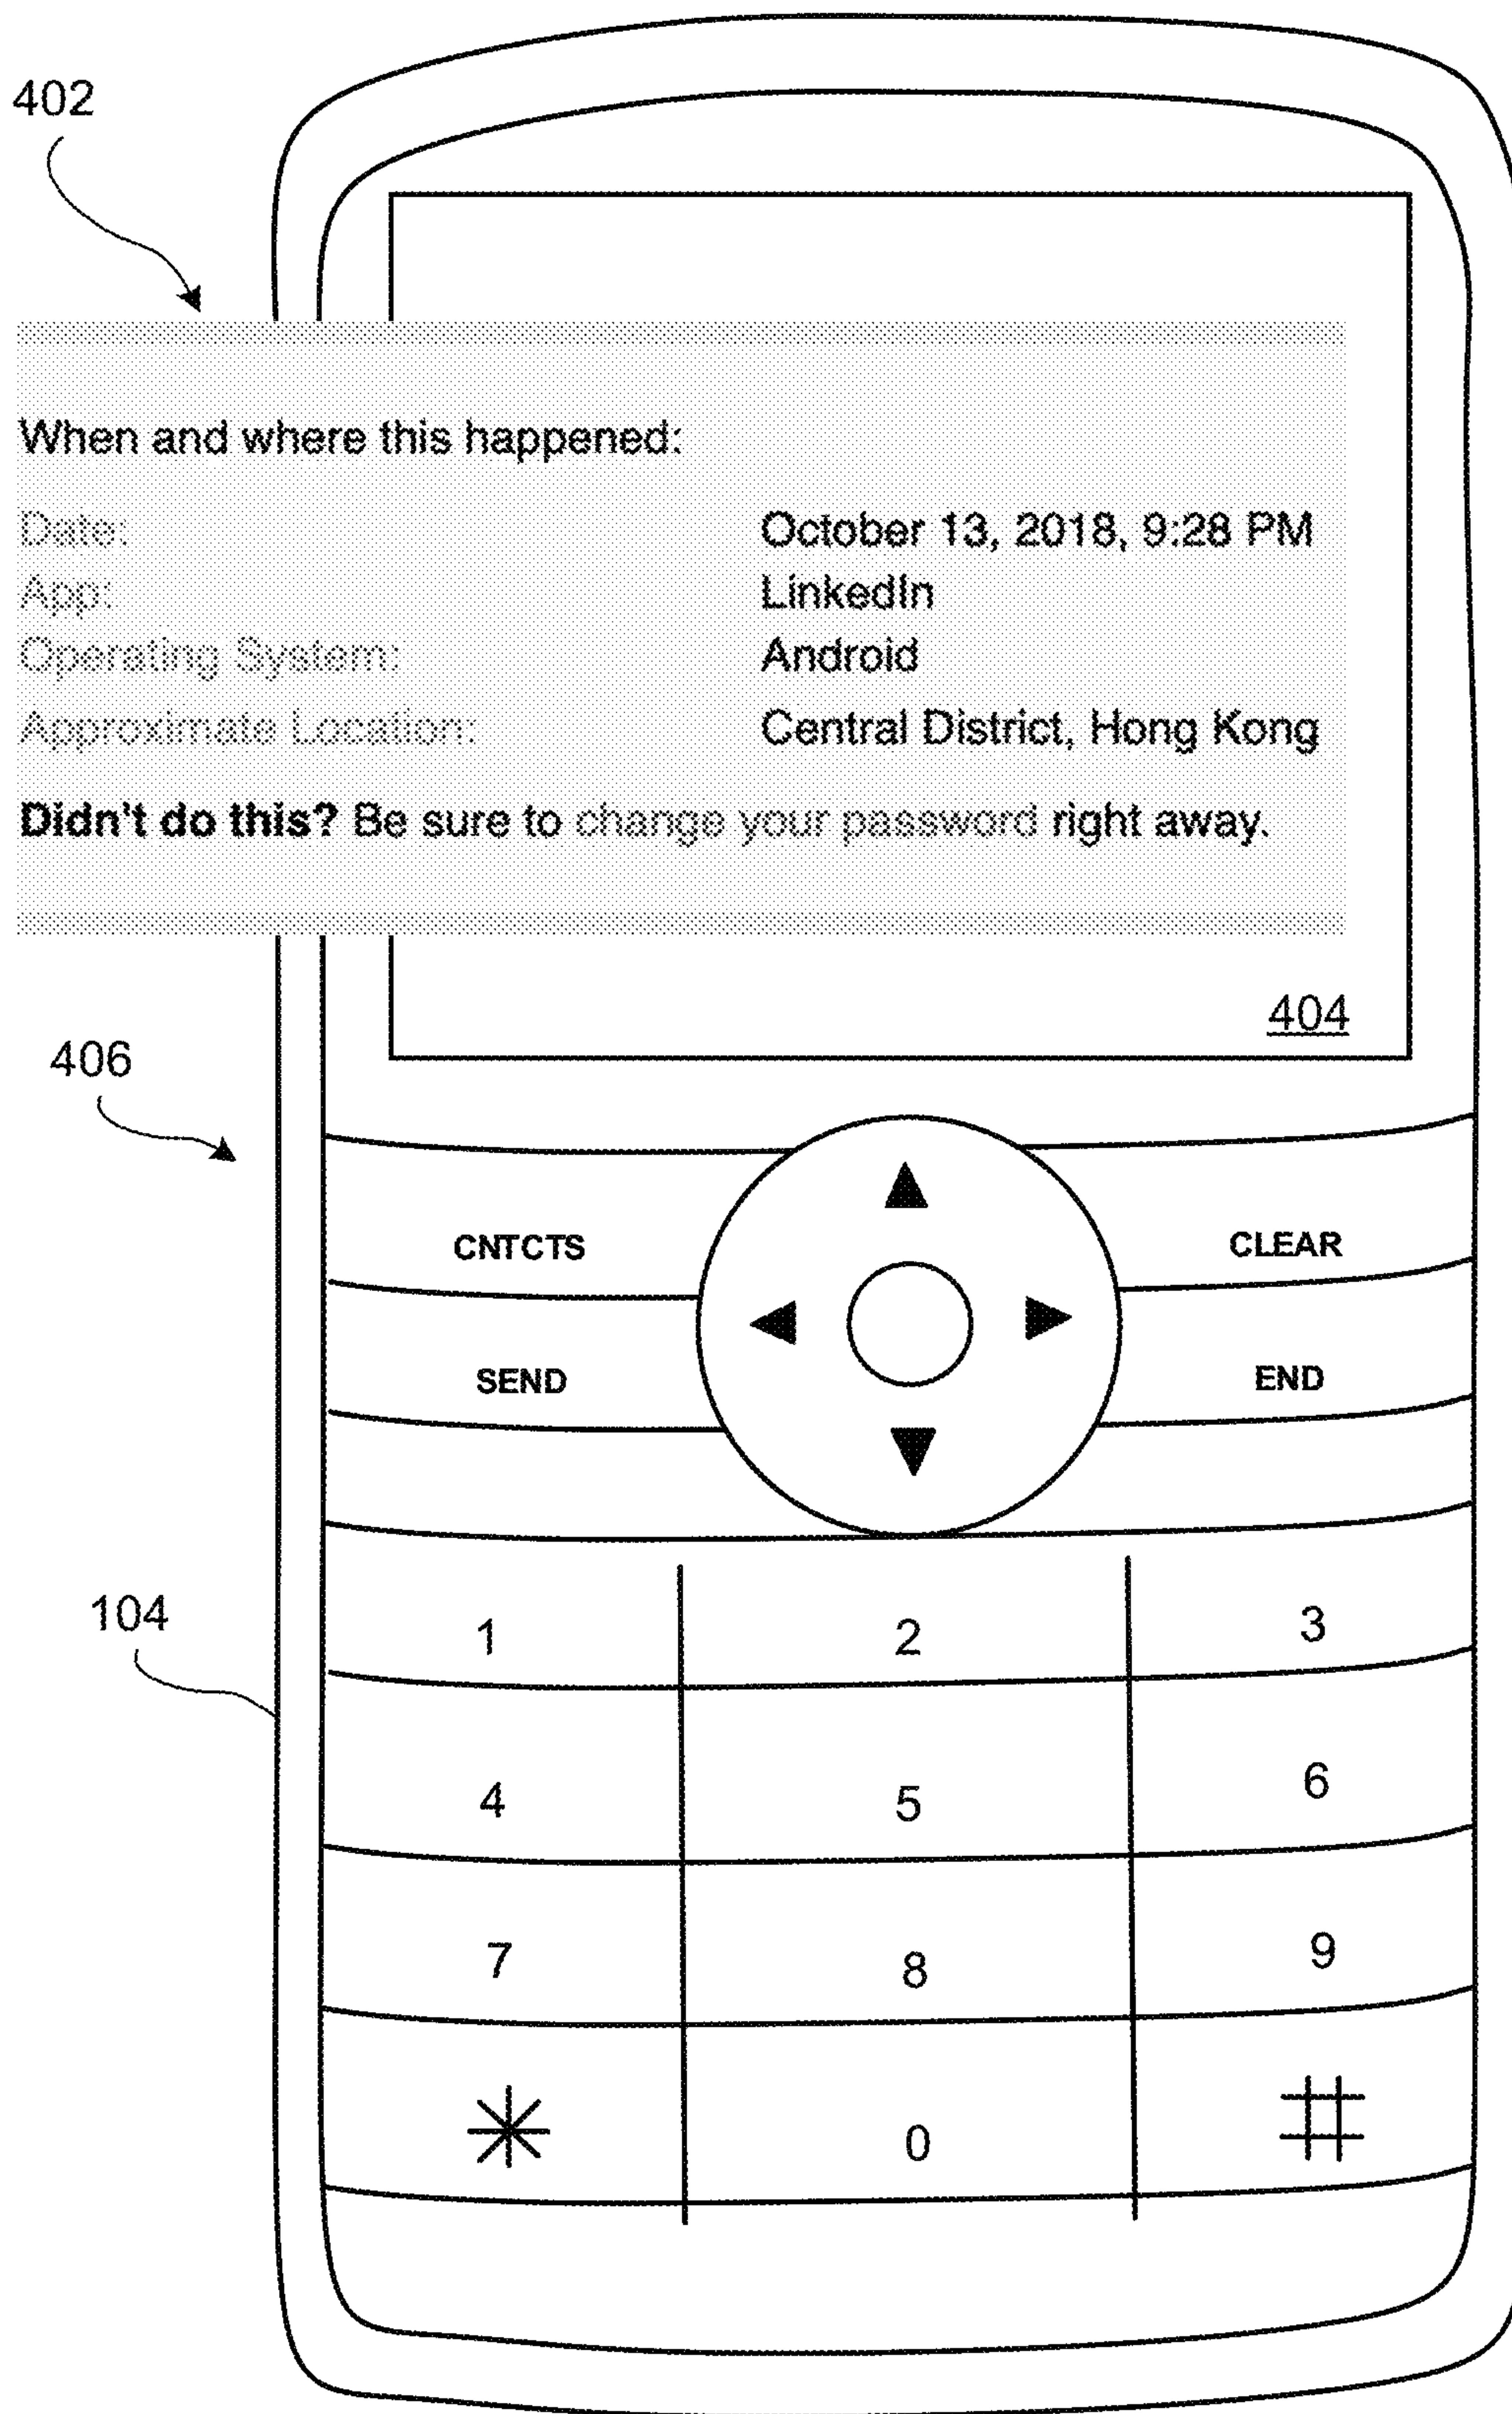 402
When and where this happened:
Date: October 13, 2018, 9:28 PM
App: LinkedIn
Operating System: Android
Approximate Location: Central District, Hong Kong
Didn't do this? Be sure to change your password right away.
404
406
CNTCTS CLEAR
SEND END
104
1 2 3
4 5 6
7 8 9
* 0 #